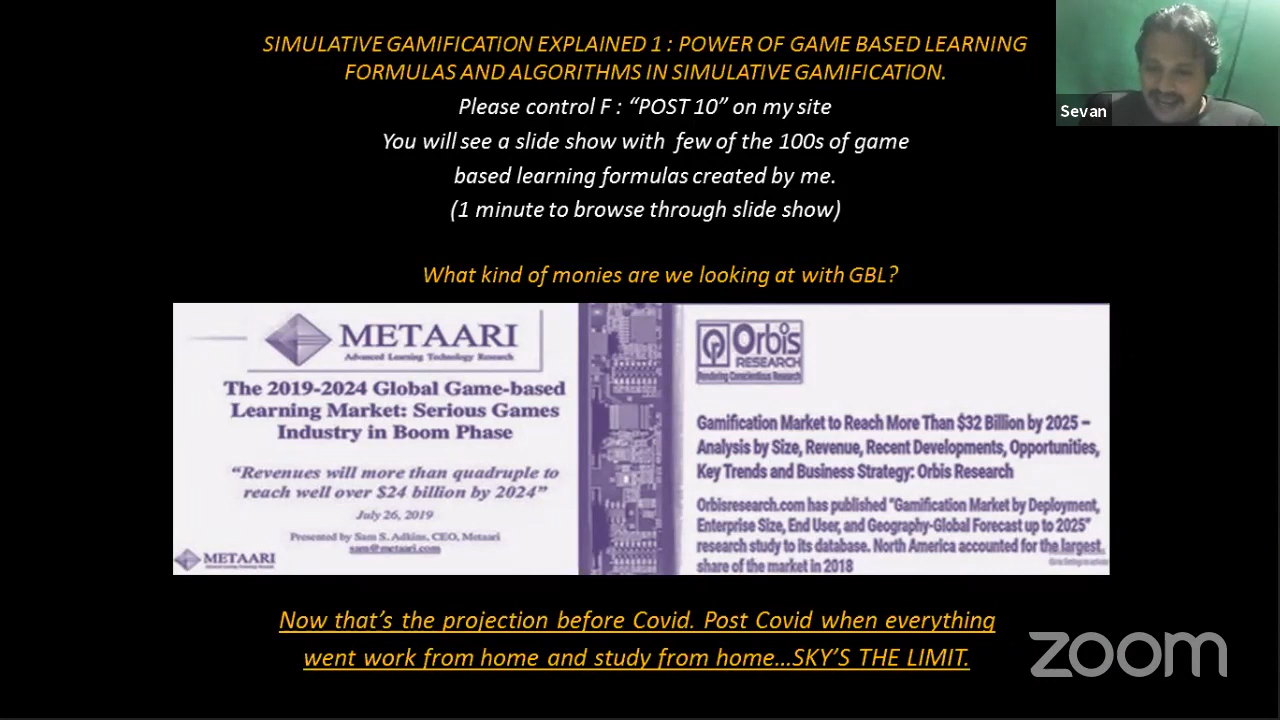 SIMULATIVE GAMIFICATION EXPLAINED 1 : POWER OF GAME BASED LEARNING
FORMULAS AND ALGORITHMS IN SIMULATIVE GAMIFICATION.
Please control F : “POST 10” on my site
You will see a slide show with few of the 100s of game
based learning formulas created by me.
(1 minute to browse through slide show)
Sevan
What kind of monies are we looking at with GBL?
METAARI
Advanced Learning Technology Research
The 2019-2024 Global Game-based
Learning Market: Serious Games
Industry in Boom Phase
“Revenues will more than quadruple to
reach well over $24 billion by 2024”
July 26, 2019
Presented by Sam S. Adkins, CEO, Metaari
sam@metaari.com
METAARI
Orbis
RESEARCH
Gamification Market to Reach More Than $32 Billion by 2025 –
Analysis by Size, Revenue, Recent Developments, Opportunities,
Key Trends and Business Strategy: Orbis Research
Orbisresearch.com has published “Gamification Market by Deployment,
Enterprise Size, End User, and Geography-Global Forecast up to 2025”
research study to its database. North America accounted for the largest
share of the market in 2018
Now that’s the projection before Covid. Post Covid when everything
went work from home and study from home…SKY’S THE LIMIT.
zoom